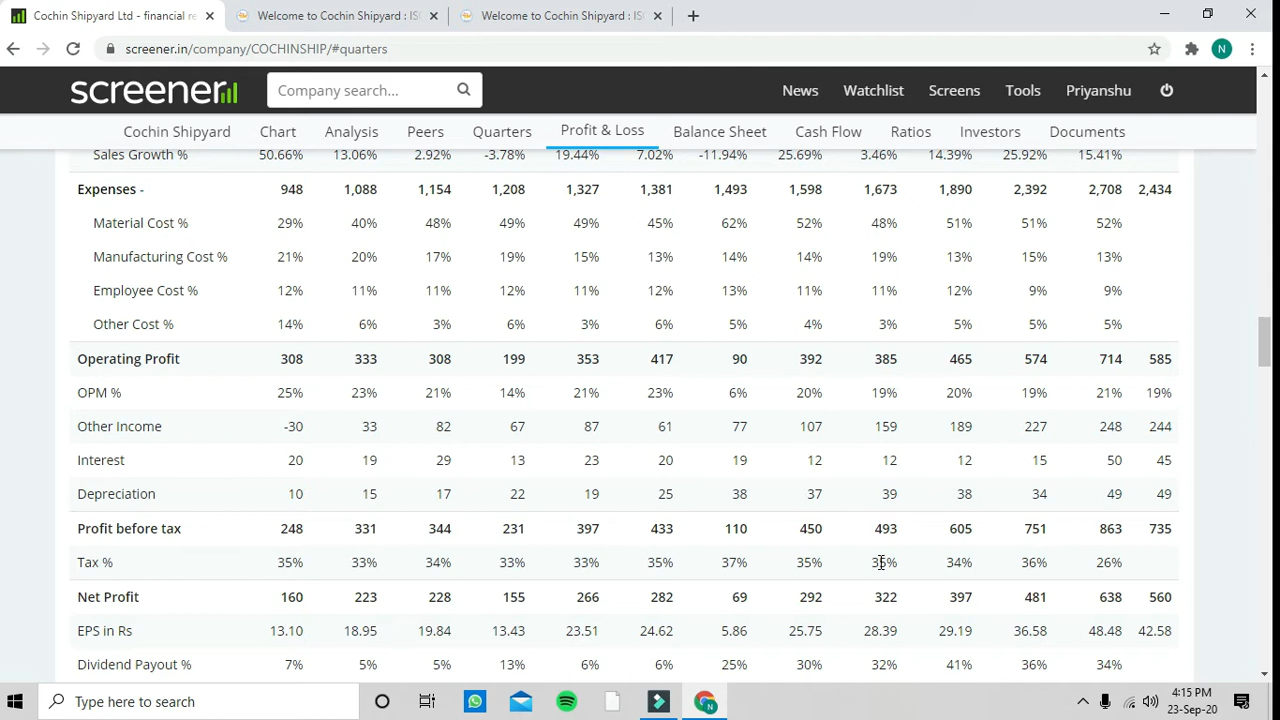 Cochin Shipyard Ltd - financial re
Welcome to Cochin Shipyard : IS
Welcome to Cochin Shipyard : IS
screener.in/company/COCHINSHIP/#quarters
N
screener
Company search...
News Watchlist Screens Tools Priyanshu
Cochin Shipyard Chart Analysis Peers Quarters Profit & Loss Balance Sheet Cash Flow Ratios Investors Documents
Sales Growth % 50.66% 13.06% 2.92% -3.78% 19.44% 7.02% -11.94% 25.69% 3.46% 14.39% 25.92% 15.41%
Expenses - 948 1,088 1,154 1,208 1,327 1,381 1,493 1,598 1,673 1,890 2,392 2,708 2,434
Material Cost % 29% 40% 48% 49% 49% 45% 62% 52% 48% 51% 51% 52%
Manufacturing Cost % 21% 20% 17% 19% 15% 13% 14% 14% 19% 13% 15% 13%
Employee Cost % 12% 11% 11% 12% 11% 12% 13% 11% 11% 12% 9% 9%
Other Cost % 14% 6% 3% 6% 3% 6% 5% 4% 3% 5% 5% 5%
Operating Profit 308 333 308 199 353 417 90 392 385 465 574 714 585
OPM % 25% 23% 21% 14% 21% 23% 6% 20% 19% 20% 19% 21% 19%
Other Income -30 33 82 67 87 61 77 107 159 189 227 248 244
Interest 20 19 29 13 23 20 19 12 12 12 15 50 45
Depreciation 10 15 17 22 19 25 38 37 39 38 34 49 49
Profit before tax 248 331 344 231 397 433 110 450 493 605 751 863 735
Tax % 35% 33% 34% 33% 33% 35% 37% 35% 34% 36% 26%
Net Profit 160 223 228 155 266 282 69 292 322 397 481 638 560
EPS in Rs 13.10 18.95 19.84 13.43 23.51 24.62 5.86 25.75 28.39 29.19 36.58 48.48 42.58
Dividend Payout % 7% 5% 5% 13% 6% 6% 25% 30% 32% 41% 36% 34%
Type here to search
N
4:15 PM
23-Sep-20